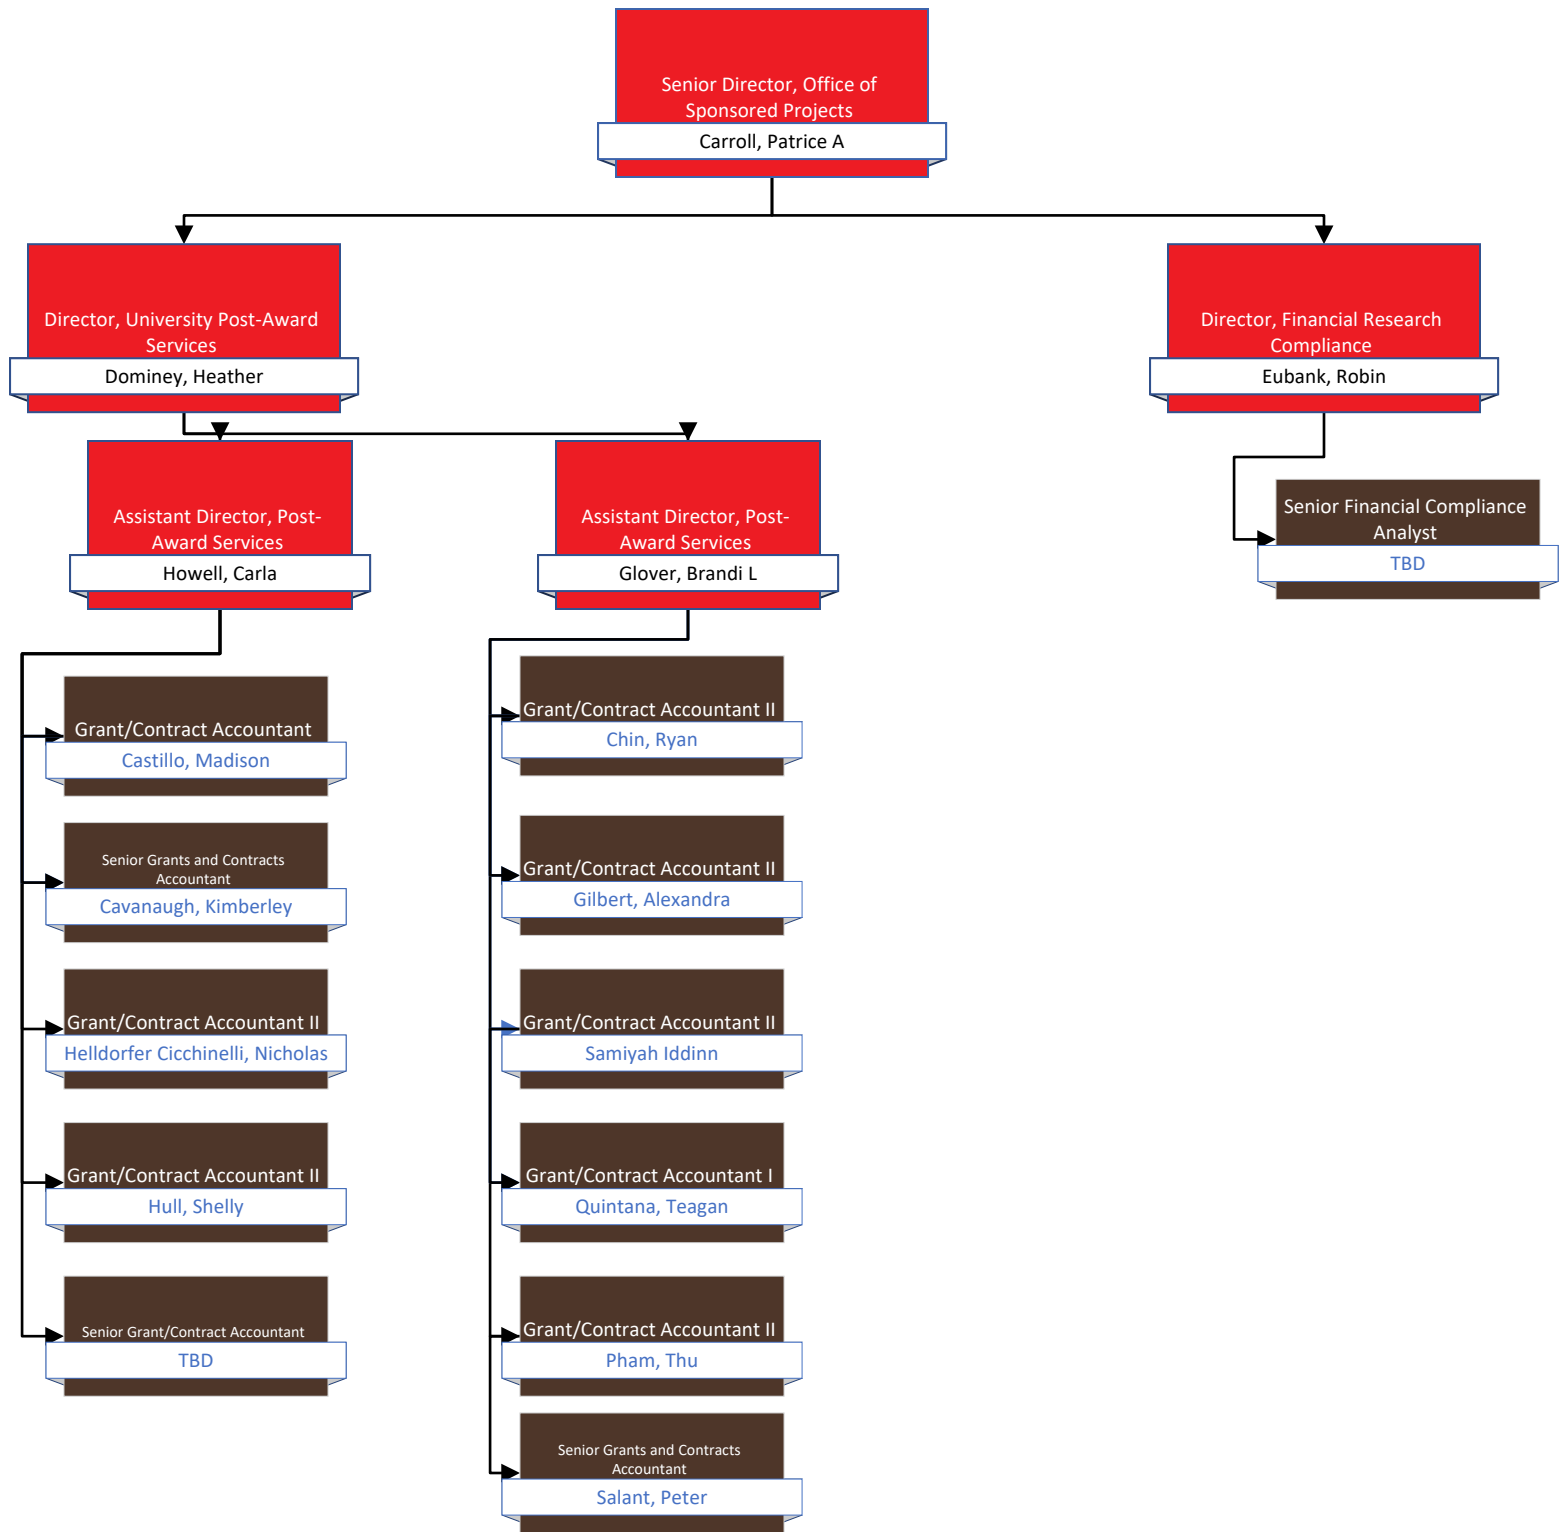 Senior Director, Office of
Sponsored Projects
Carroll, Patrice A
Director, University Post-Award
Services
Dominey, Heather
Director, Financial Research
Compliance
Eubank, Robin
Assistant Director, Post-
Award Services
Howell, Carla
Assistant Director, Post-
Award Services
Glover, Brandi L
Senior Financial Compliance
Analyst
TBD
Grant/Contract Accountant
Castillo, Madison
Senior Grants and Contracts
Accountant
Cavanaugh, Kimberley
Grant/Contract Accountant II
Helldorfer Cicchinelli, Nicholas
Grant/Contract Accountant II
Hull, Shelly
Senior Grant/Contract Accountant
TBD
Grant/Contract Accountant II
Chin, Ryan
Grant/Contract Accountant II
Gilbert, Alexandra
Grant/Contract Accountant II
Samiyah Iddinn
Grant/Contract Accountant I
Quintana, Teagan
Grant/Contract Accountant II
Pham, Thu
Senior Grants and Contracts
Accountant
Salant, Peter